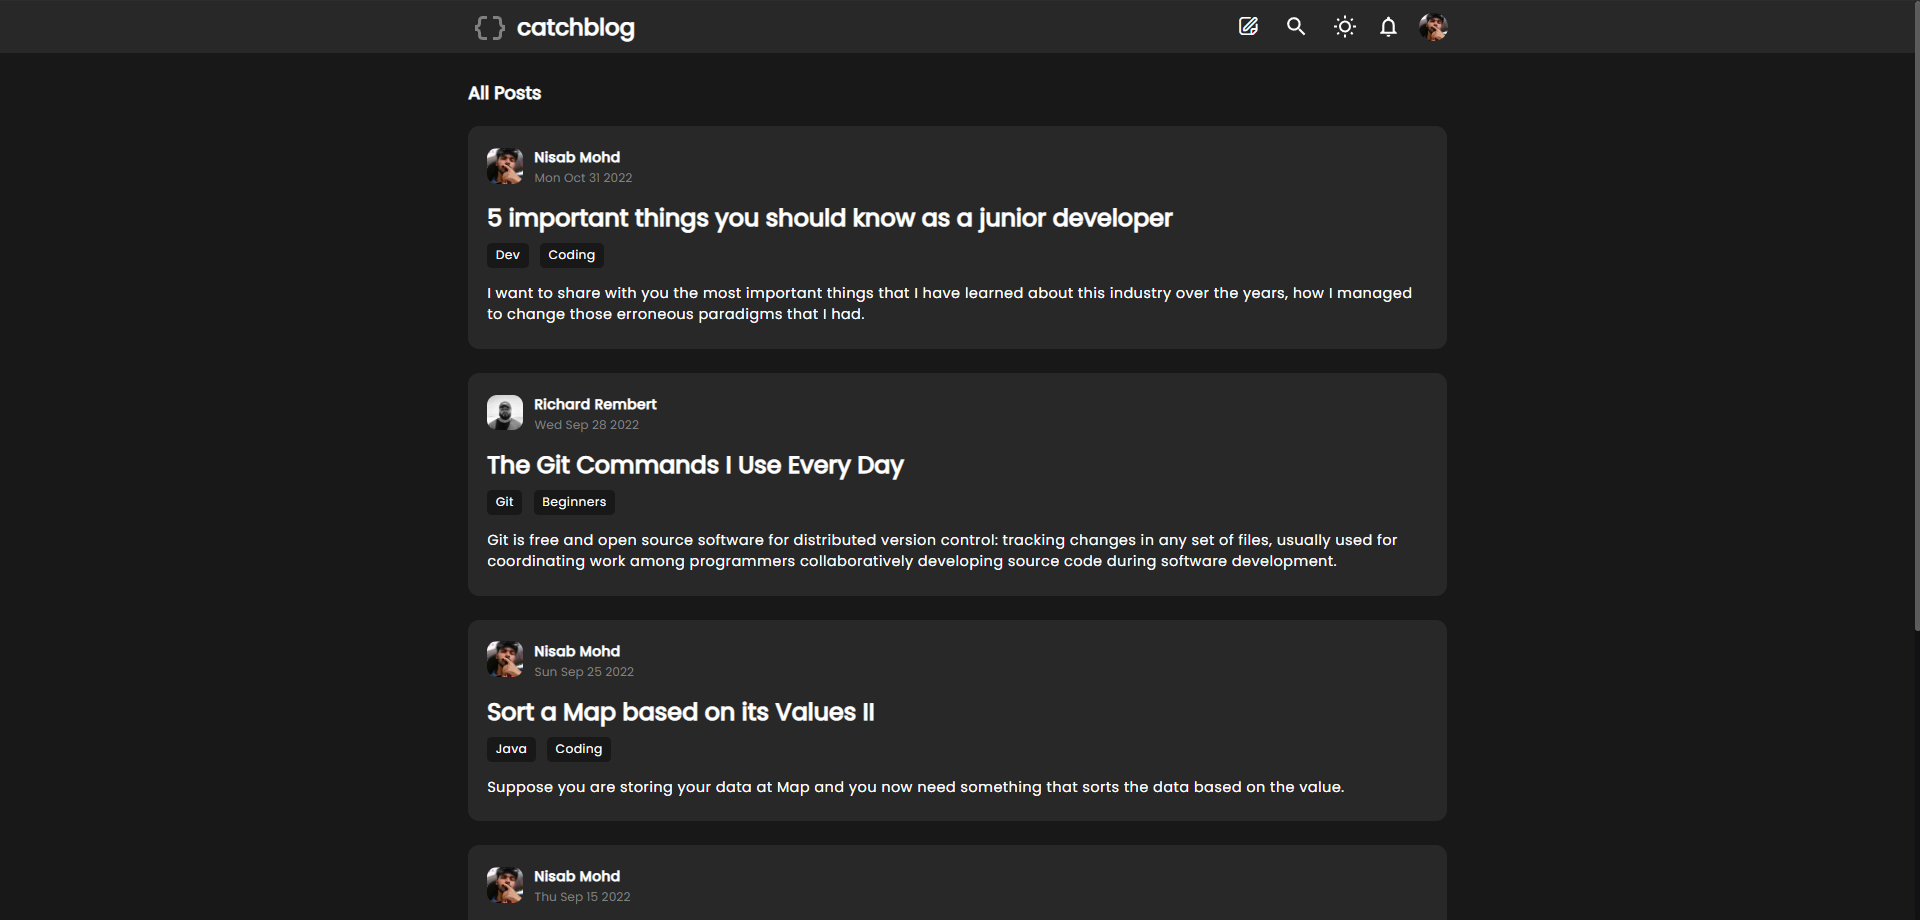 { } catchblog
All Posts
Nisab Mohd
Mon Oct 31 2022
5 important things you should know as a junior developer
Dev Coding
I want to share with you the most important things that I have learned about this industry over the years, how I managed
to change those erroneous paradigms that I had.
Richard Rembert
Wed Sep 28 2022
The Git Commands I Use Every Day
Git Beginners
Git is free and open source software for distributed version control: tracking changes in any set of files, usually used for
coordinating work among programmers collaboratively developing source code during software development.
Nisab Mohd
Sun Sep 25 2022
Sort a Map based on its Values II
Java Coding
Suppose you are storing your data at Map and you now need something that sorts the data based on the value.
Nisab Mohd
Thu Sep 15 2022